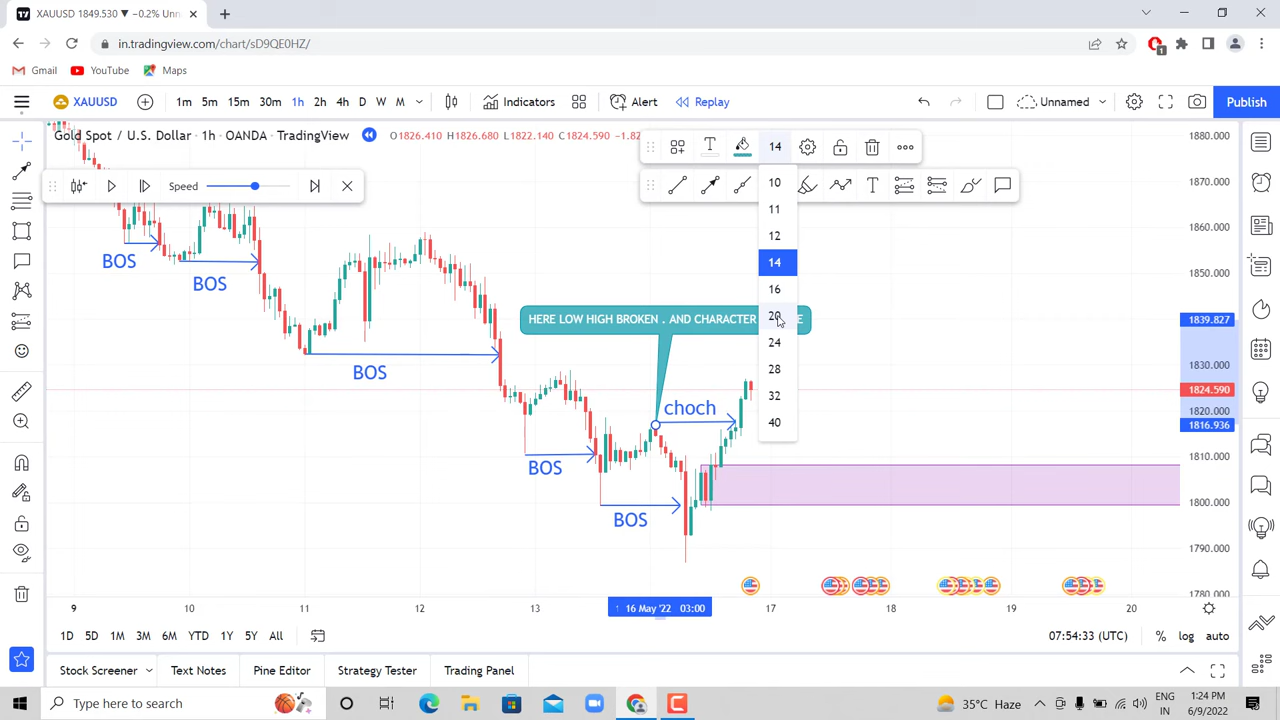 XAUUSD 1849.530 ▼ −0.2% Unn
in.tradingview.com/chart/sD9QE0HZ/
Gmail YouTube Maps
XAUUSD 1m 5m 15m 30m 1h 2h 4h D W M Indicators Alert Replay Unnamed Publish
Gold Spot / U.S. Dollar · 1h · OANDA · TradingView O1826.410 H1826.680 L1822.140 C1824.590
T 14
Speed
T
10
11
12
14
16
20
24
28
32
40
BOS
BOS
HERE LOW HIGH BROKEN . AND CHARACTER
BOS
choch
BOS
BOS
1880.000
1870.000
1860.000
1850.000
1839.827
1830.000
1824.590
1820.000
1816.936
1810.000
1800.000
1790.000
1780.000
9 10 11 12 13 16 May '22 03:00 17 18 19 20
1D 5D 1M 3M 6M YTD 1Y 5Y All 07:54:33 (UTC) % log auto
Stock Screener Text Notes Pine Editor Strategy Tester Trading Panel
Type here to search 35°C Haze ENG IN 1:24 PM 6/9/2022